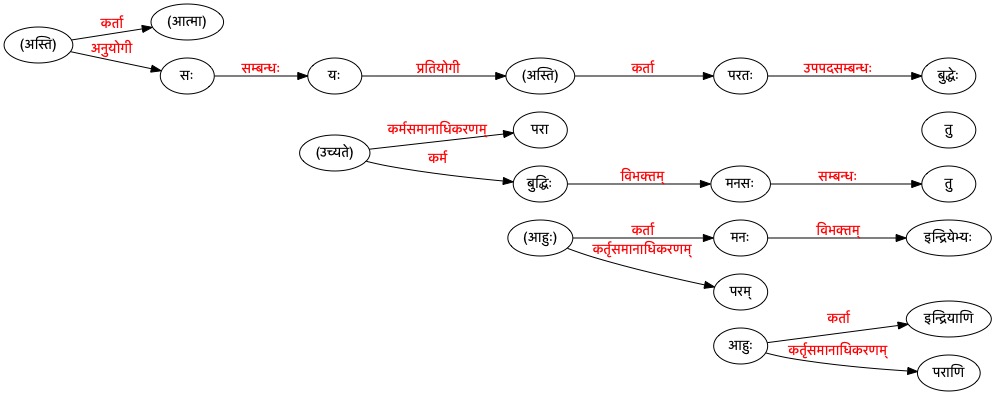 कर्ता
(आत्मा)
(अस्ति)
अनुयोगी
सः
सम्बन्धः
यः
प्रतियोगी
(अस्ति)
कर्ता
परतः
उपपदसम्बन्धः
बुद्धेः
कर्मसमानाधिकरणम्
परा
तु
(उच्यते)
कर्म
बुद्धिः
विभक्तम्
मनसः
सम्बन्धः
तु
(आहुः)
कर्ता
मनः
विभक्तम्
इन्द्रियेभ्यः
कर्तृसमानाधिकरणम्
परम्
आहुः
कर्ता
इन्द्रियाणि
कर्तृसमानाधिकरणम्
पराणि